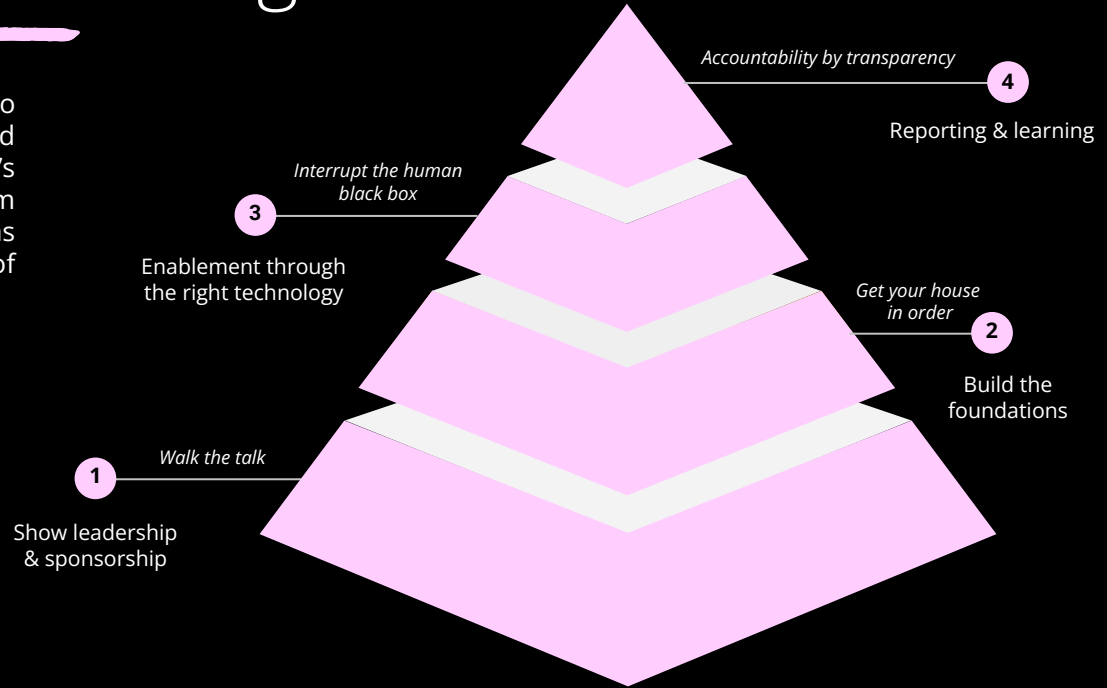 g
o
d
's
m
s
of
Accountability by transparency
4
Reporting & learning
Interrupt the human
black box
3
Enablement through
the right technology
Get your house
in order
2
Build the
foundations
Walk the talk
1
Show leadership
& sponsorship